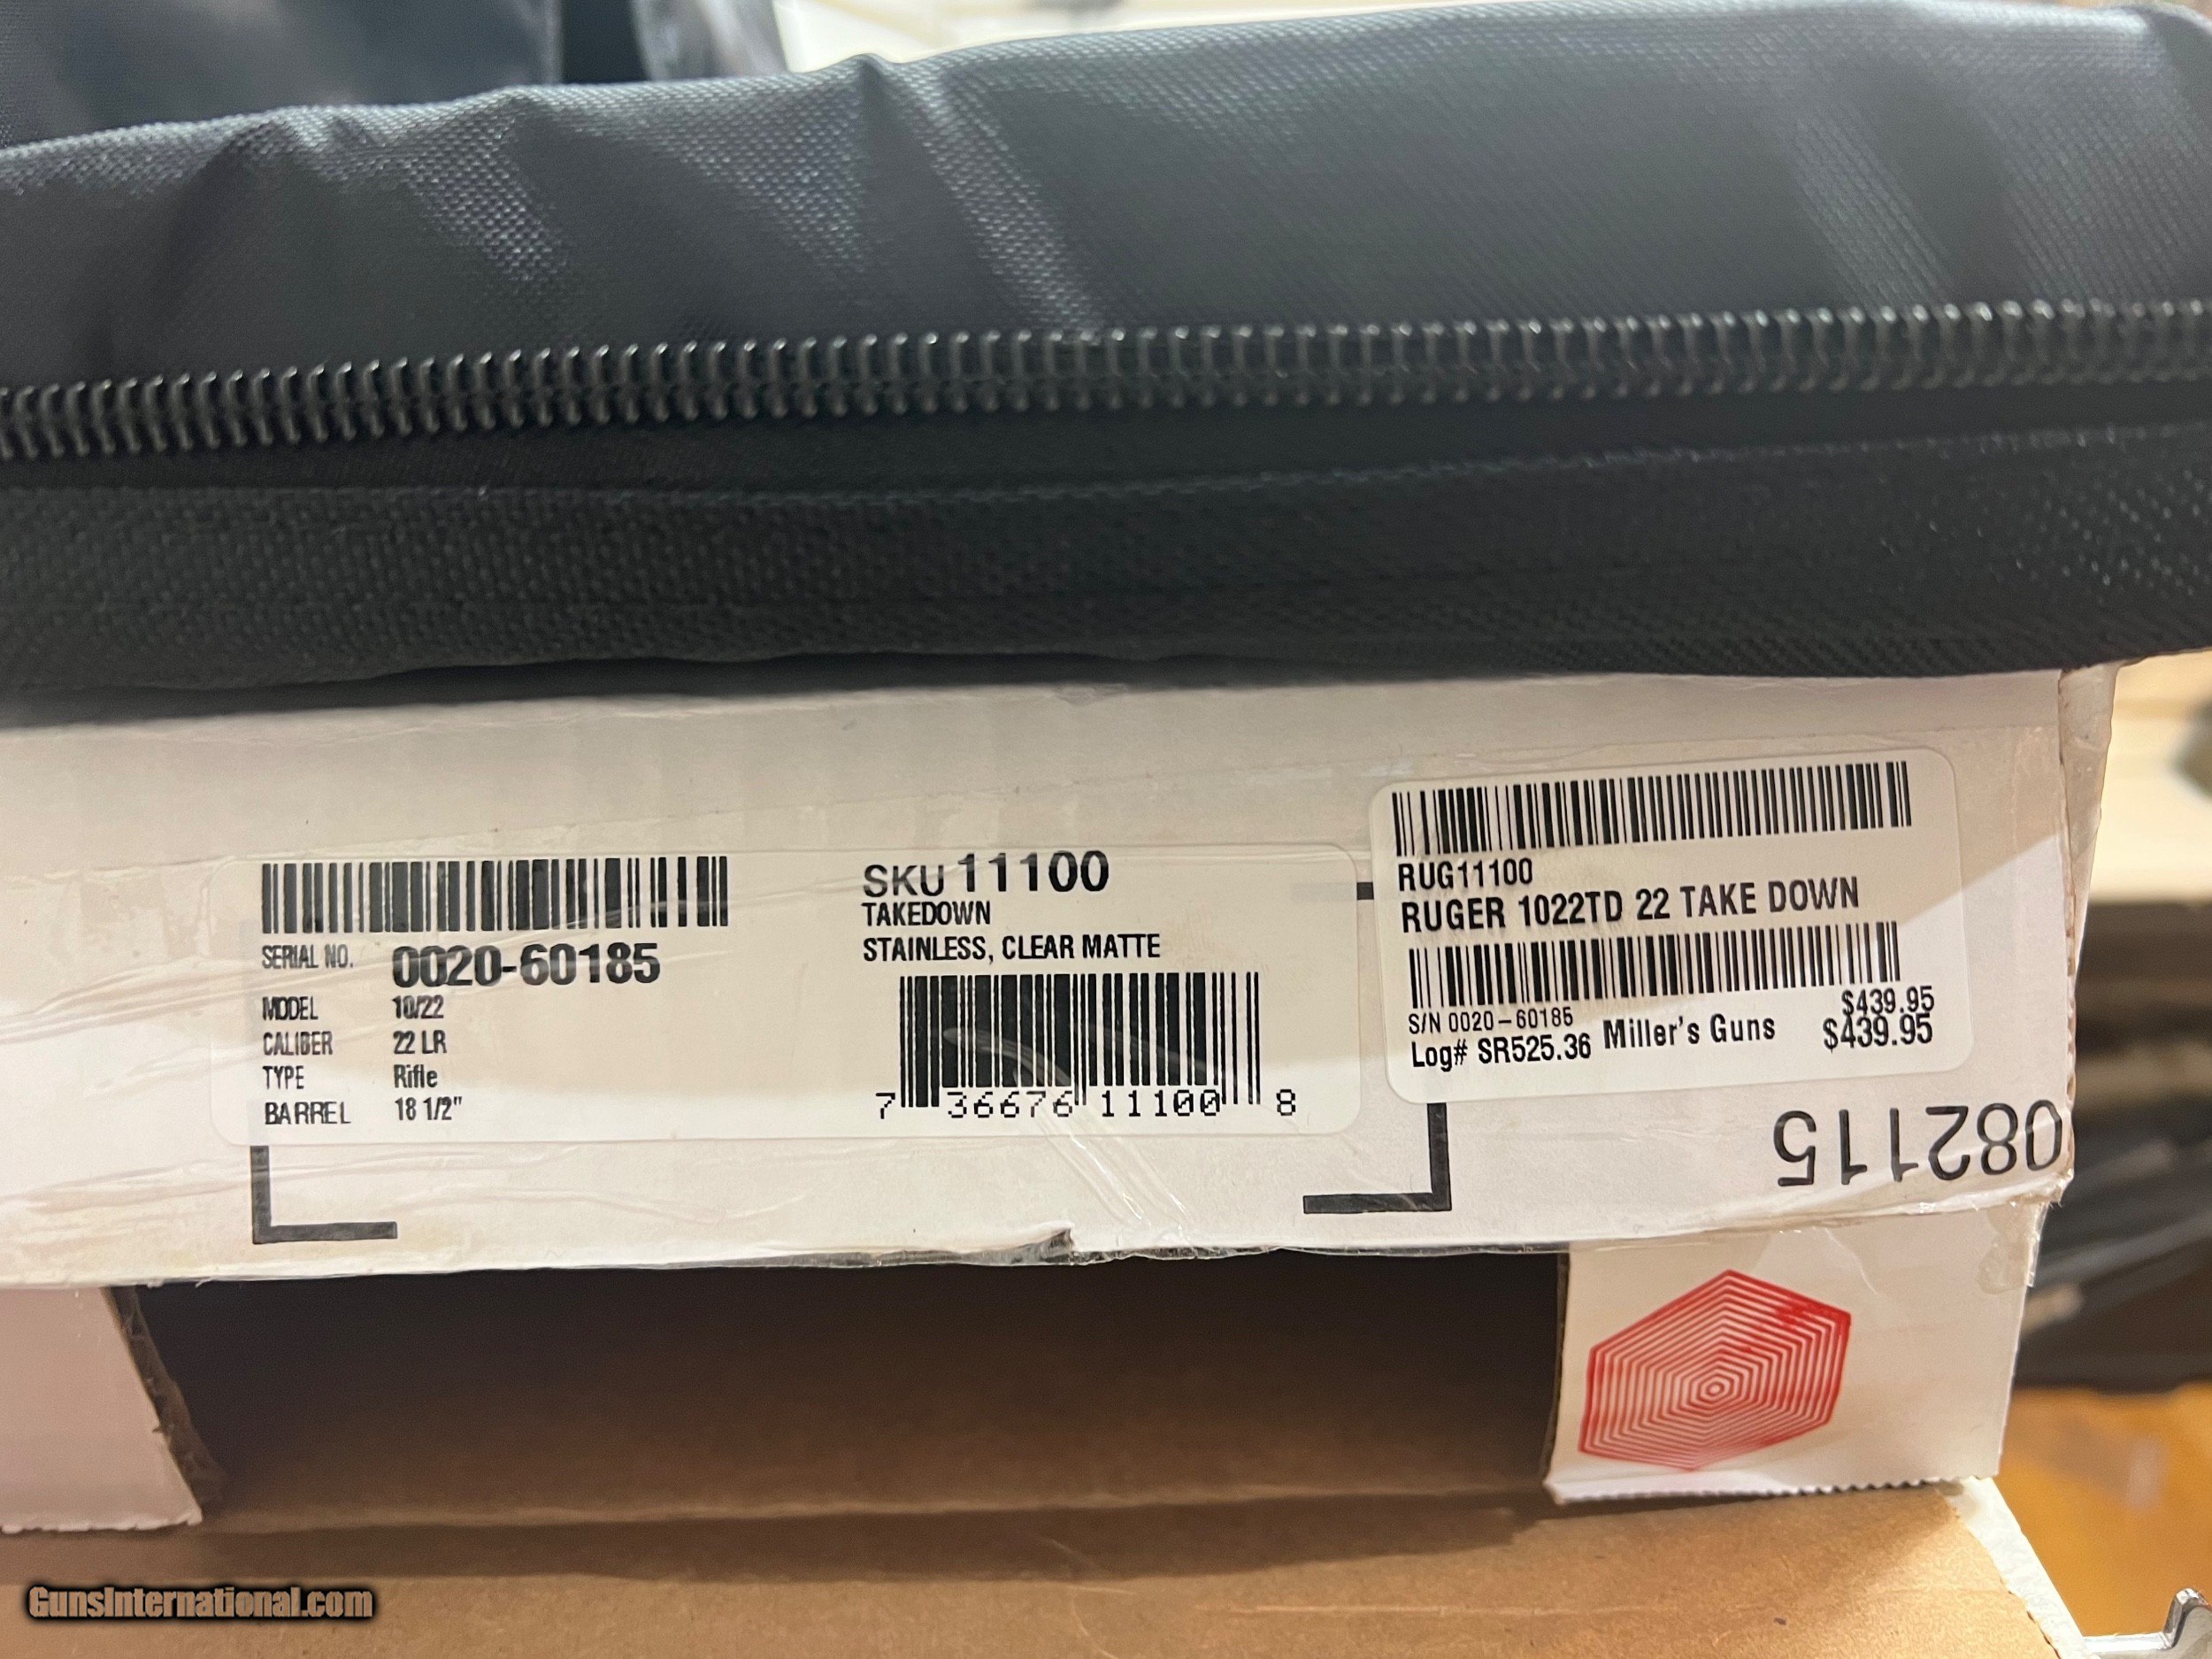 SERIAL NO. 0020-60185
MODEL 10/22
CALIBER 22 LR
TYPE Rifle
BARREL 18 1/2"
SKU 11100
TAKEDOWN
STAINLESS, CLEAR MATTE
7 36676 11100 8
RUG11100
RUGER 1022TD 22 TAKE DOWN
$439.95
S/N 0020-60185
Log# SR525.36 Miller's Guns $439.95
082115
GunsInternational.com